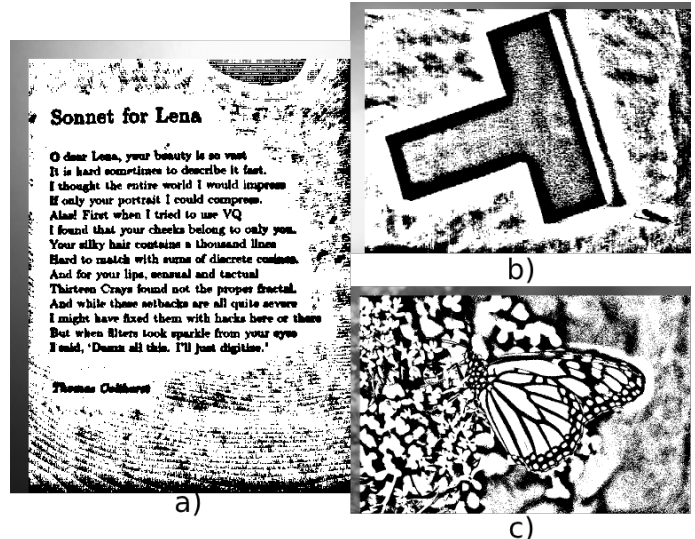 Sonnet for Lena
O dear Lena, your beauty is so vast
It is hard sometimes to describe it fast.
I thought the entire world I would impress
If only your portrait I could compress.
Alas! First when I tried to use VQ
I found that your cheeks belong to only you.
Your silky hair contains a thousand lines
Hard to match with sums of discrete cosines.
And for your lips, sensual and tactual
Thirteen Crays found not the proper fractal.
And while these setbacks are all quite severe
I might have fixed them with hacks here or there
But when filters took sparkle from your eyes
I said, 'Damn all this. I'll just digitize.'
Thomas Colthurst
a)
b)
c)